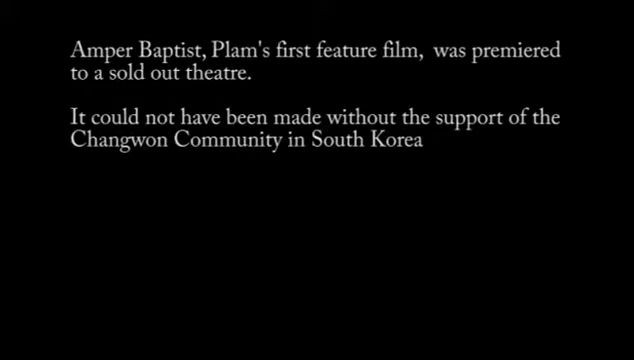 Amper Baptist, Plam's first feature film, was premiered
to a sold out theatre.
It could not have been made without the support of the
Changwon Community in South Korea